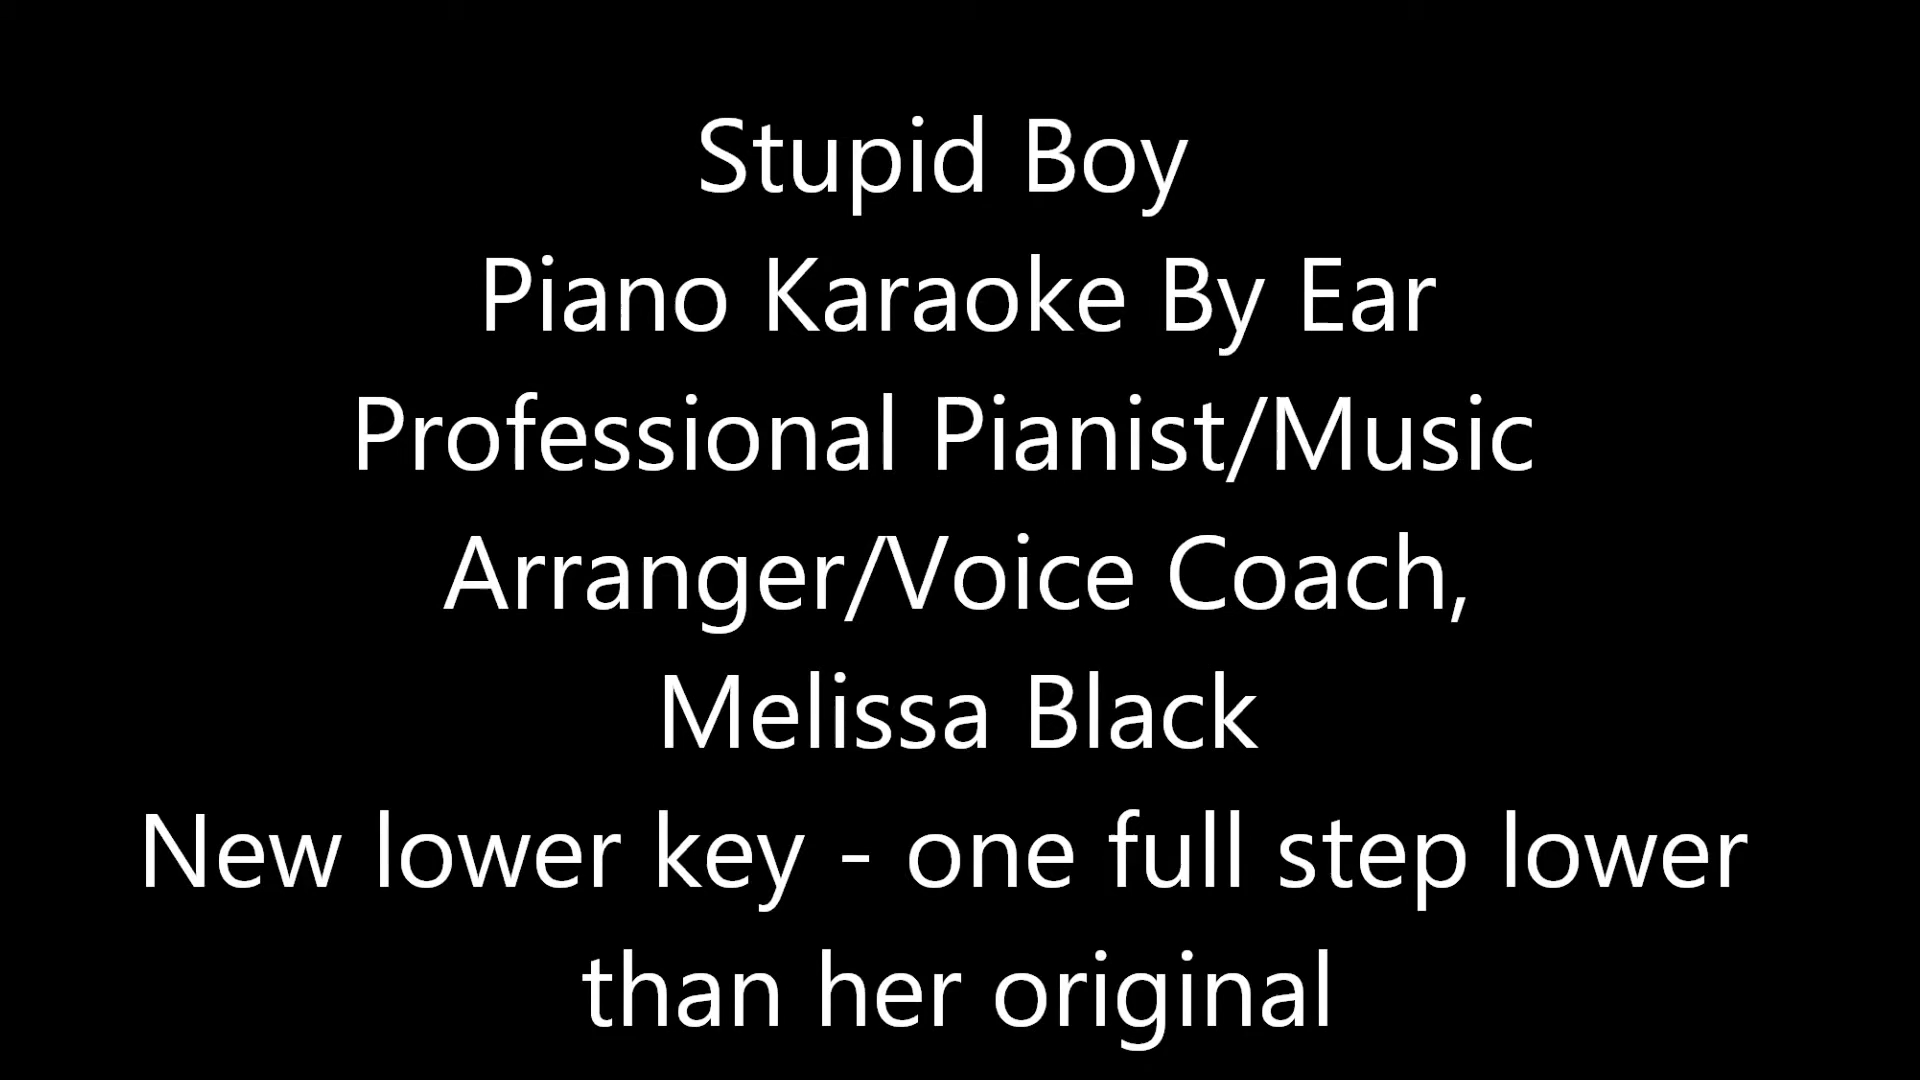 Stupid Boy
Piano Karaoke By Ear
Professional Pianist/Music
Arranger/Voice Coach,
Melissa Black
New lower key - one full step lower
than her original